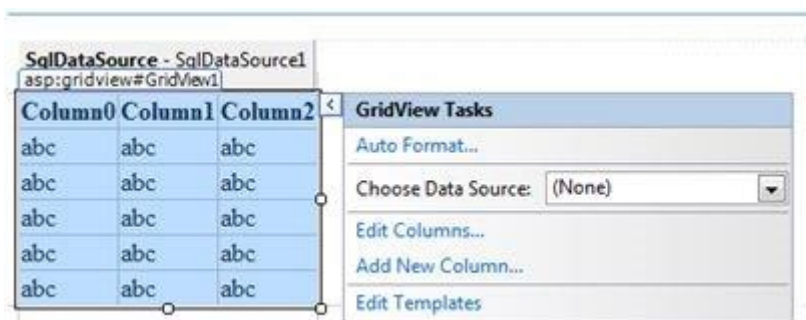 SqlDataSource - SqlDataSource1
asp:gridview#GridView1
Column0 Column1 Column2
abc abc abc
abc abc abc
abc abc abc
abc abc abc
abc abc abc
<
GridView Tasks
Auto Format...
Choose Data Source: (None)
Edit Columns...
Add New Column...
Edit Templates